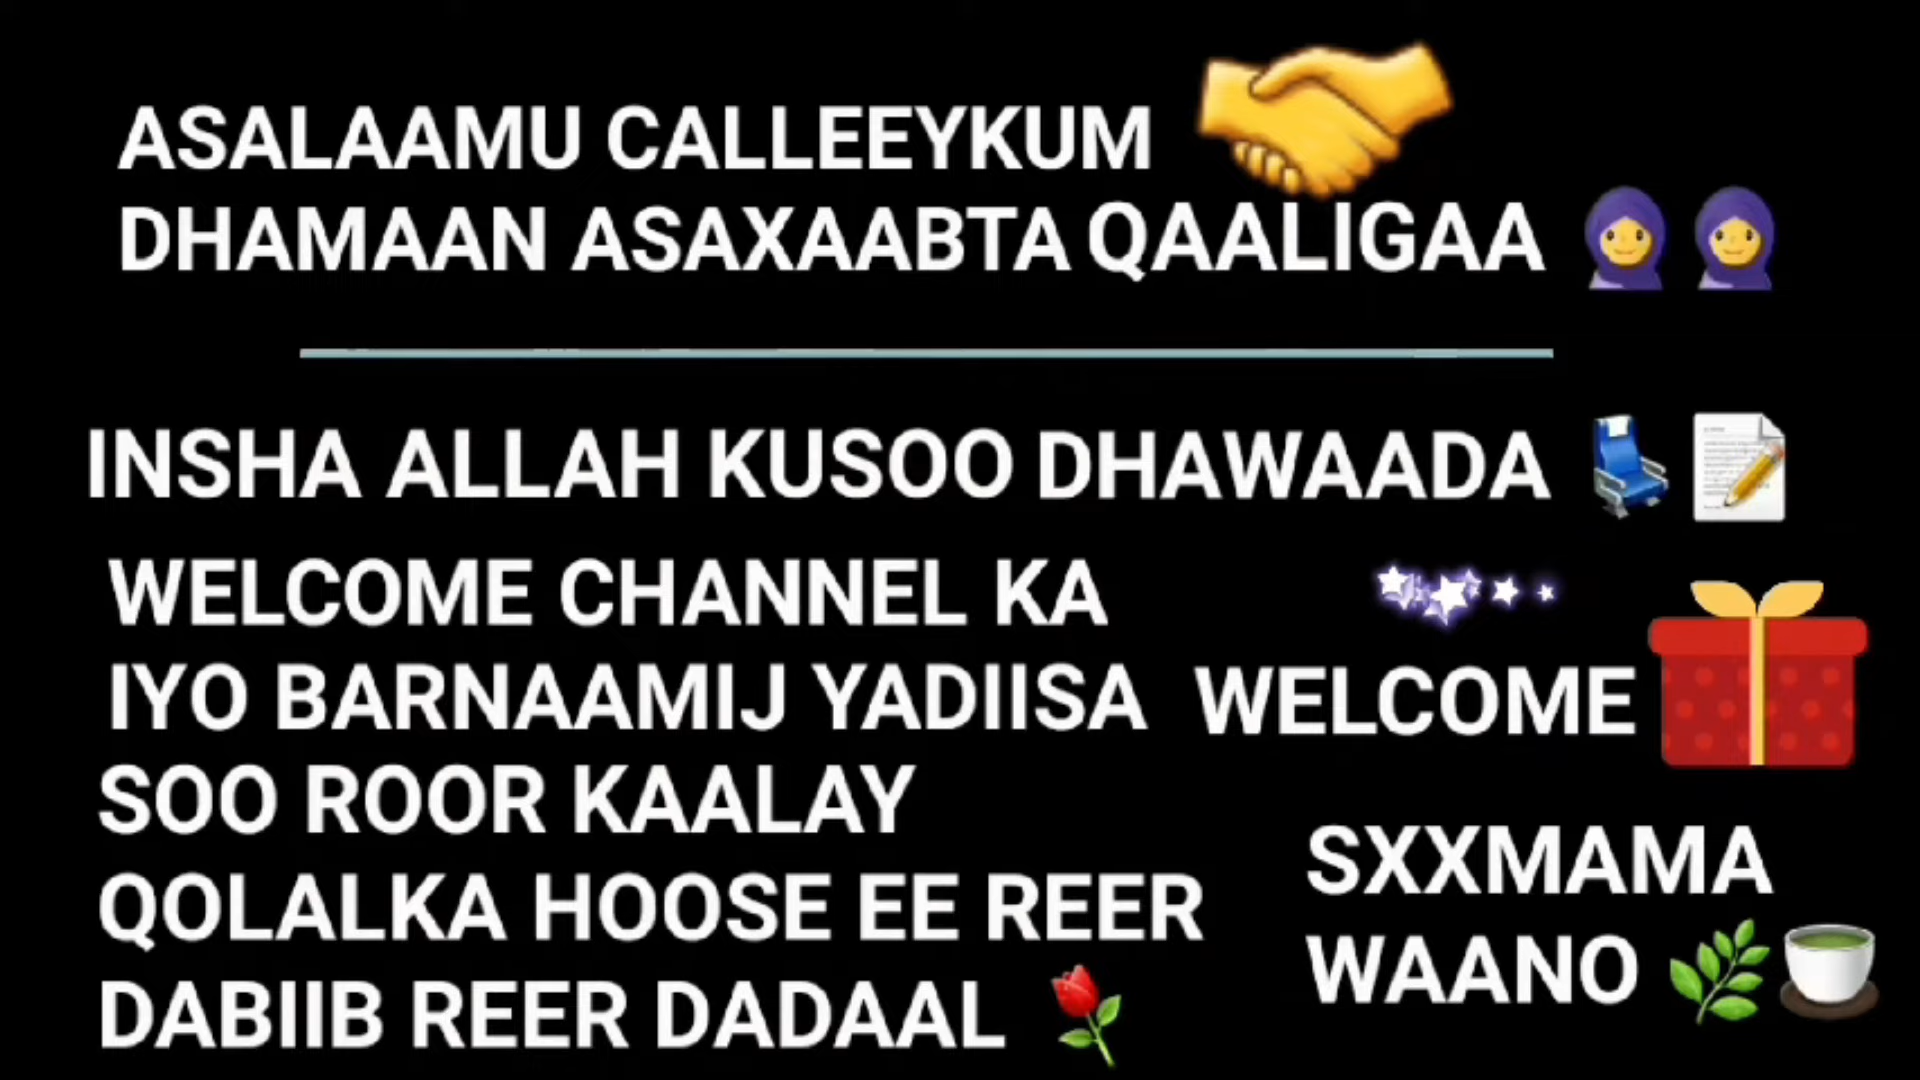 ASALAAMU CALLEEYKUM
DHAMAAN ASAXAABTA QAALIGAA
INSHA ALLAH KUSOO DHAWAADA
WELCOME CHANNEL KA
IYO BARNAAMIJ YADIISA
SOO ROOR KAALAY
QOLALKA HOOSE EE REER
DABIIB REER DADAAL
WELCOME
SXXMAMA
WAANO